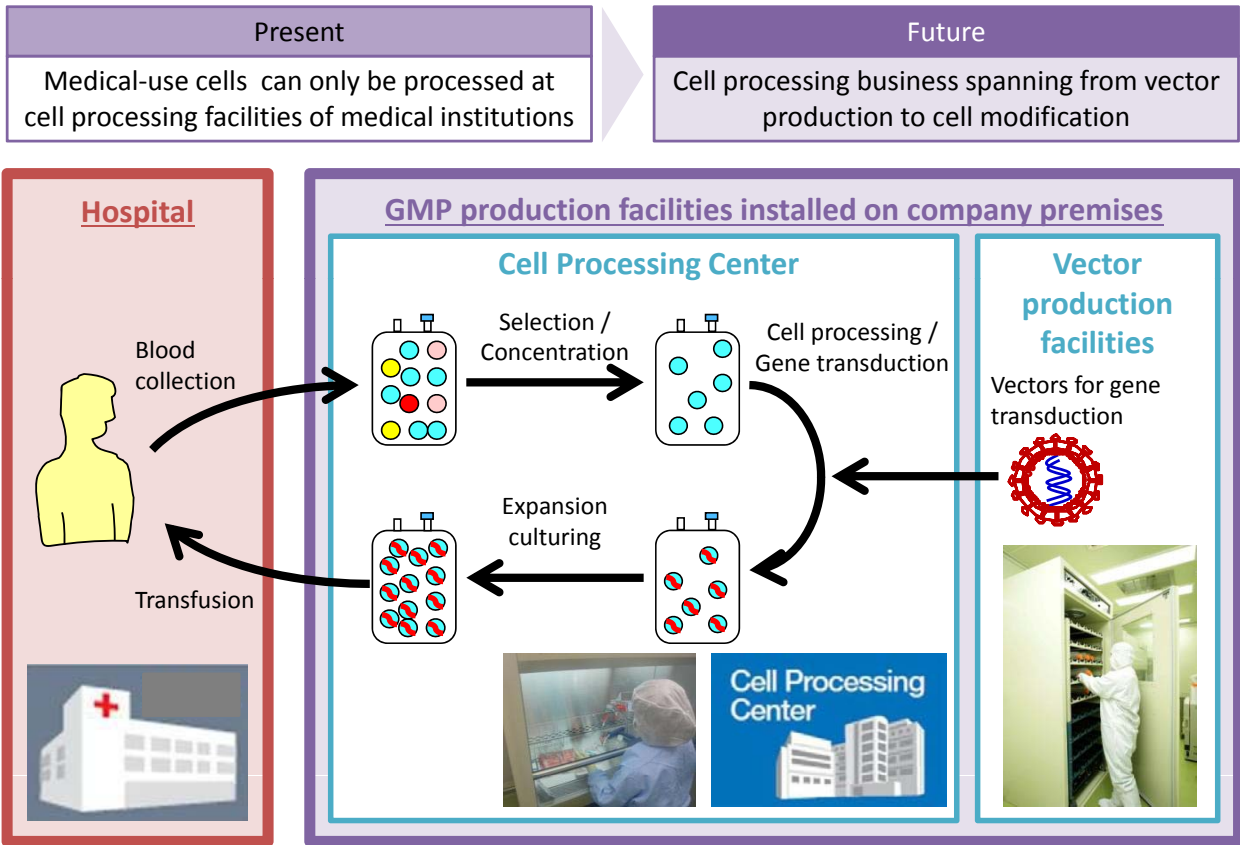 Present
Medical-use cells can only be processed at
cell processing facilities of medical institutions
Future
Cell processing business spanning from vector
production to cell modification
Hospital
GMP production facilities installed on company premises
Cell Processing Center
Vector
production
facilities
Blood
collection
Selection /
Concentration
Cell processing /
Gene transduction
Vectors for gene
transduction
Expansion
culturing
Transfusion
Cell Processing
Center